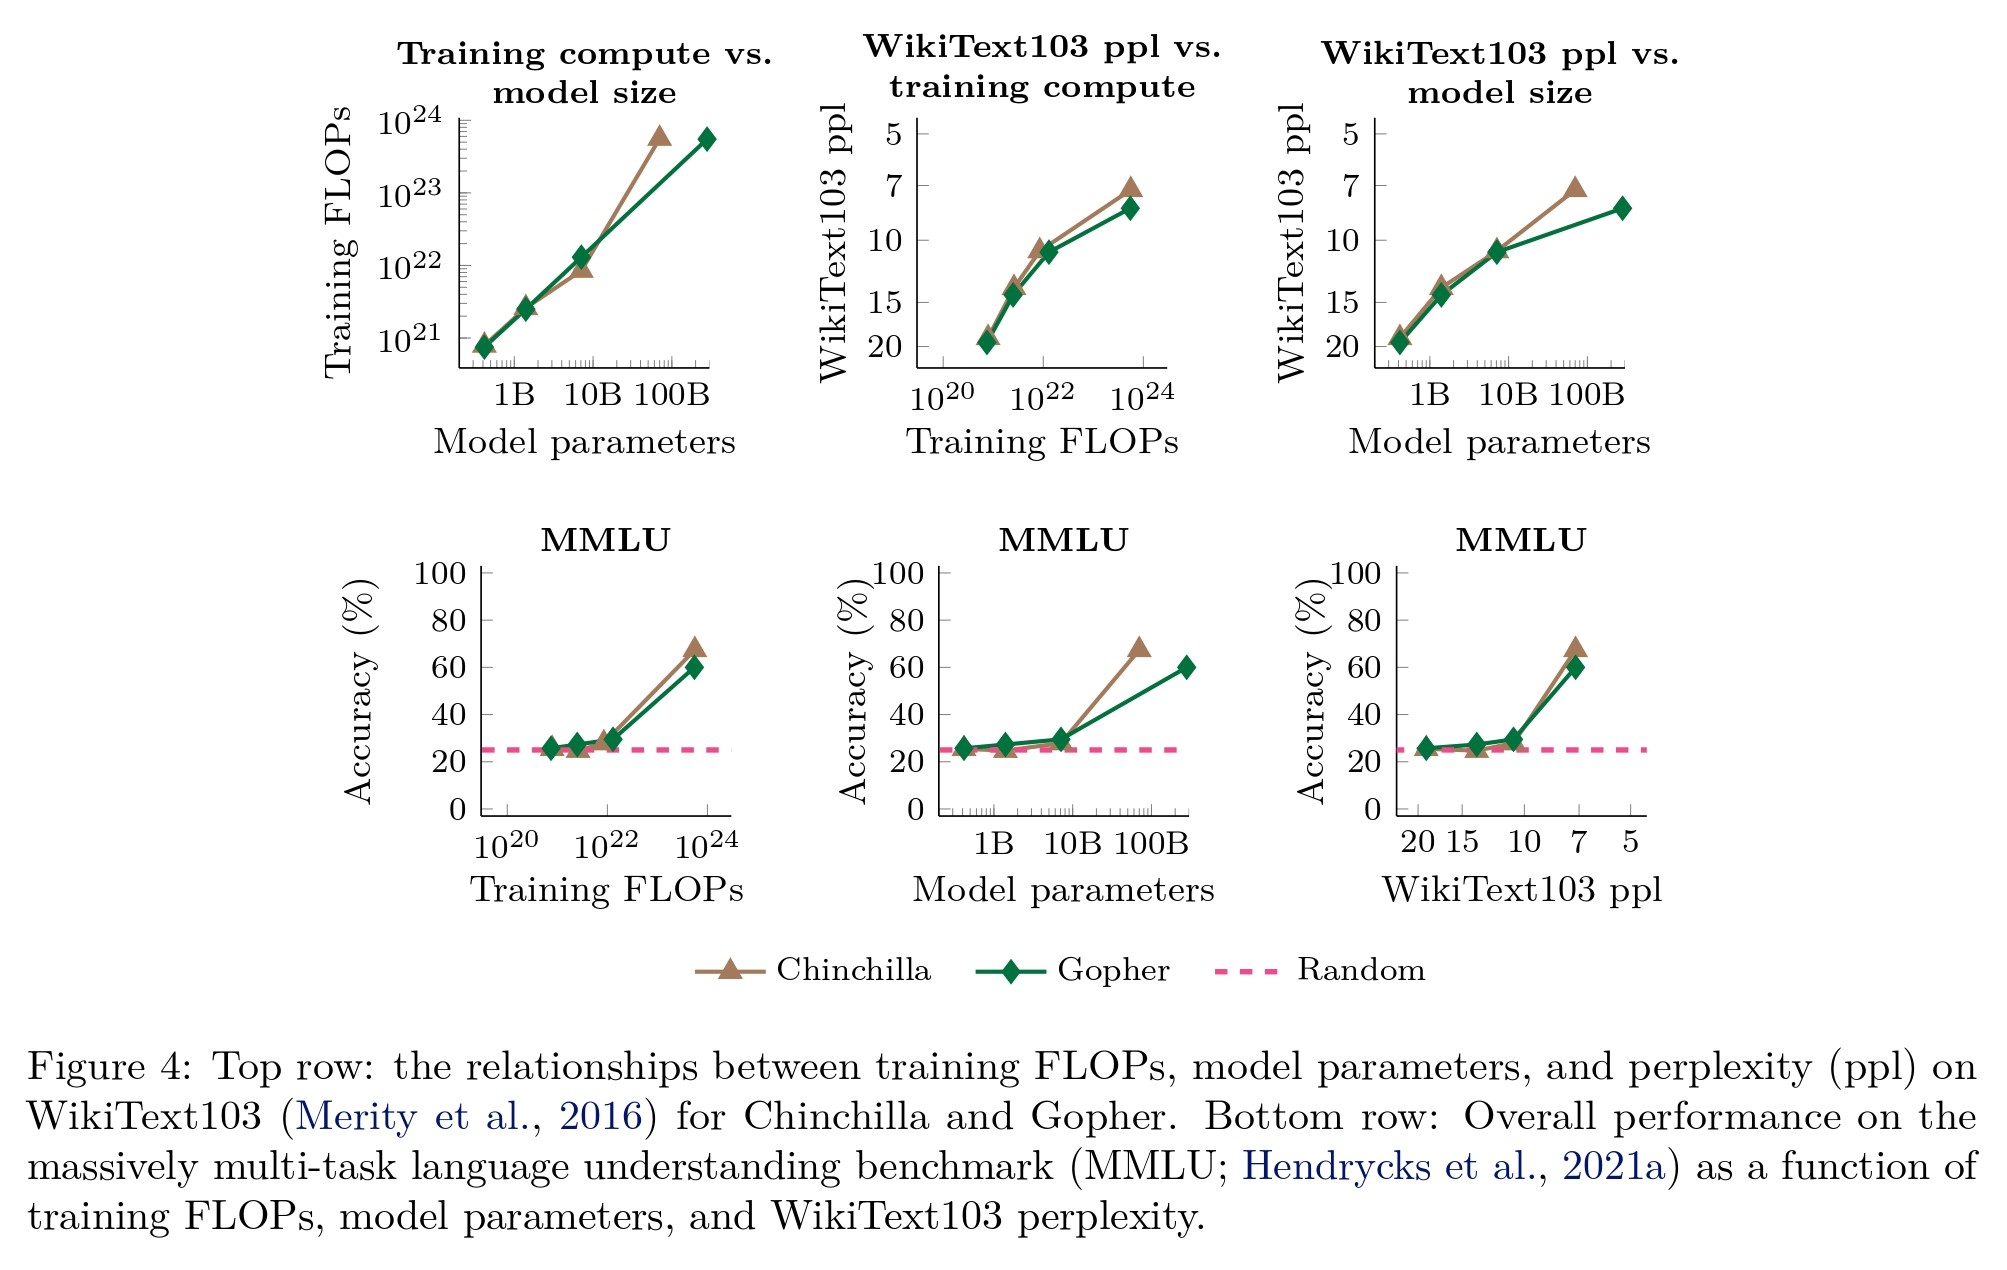 Training compute vs.
model size
Training FLOPs
10^24
10^23
10^22
10^21
1B 10B 100B
Model parameters
WikiText103 ppl vs.
training compute
WikiText103 ppl
5
7
10
15
20
10^20 10^22 10^24
Training FLOPs
WikiText103 ppl vs.
model size
WikiText103 ppl
5
7
10
15
20
1B 10B 100B
Model parameters
MMLU
Accuracy (%)
100
80
60
40
20
0
10^20 10^22 10^24
Training FLOPs
MMLU
Accuracy (%)
100
80
60
40
20
0
1B 10B 100B
Model parameters
MMLU
Accuracy (%)
100
80
60
40
20
0
20 15 10 7 5
WikiText103 ppl
Chinchilla Gopher Random
Figure 4: Top row: the relationships between training FLOPs, model parameters, and perplexity (ppl) on
WikiText103 (Merity et al., 2016) for Chinchilla and Gopher. Bottom row: Overall performance on the
massively multi-task language understanding benchmark (MMLU; Hendrycks et al., 2021a) as a function of
training FLOPs, model parameters, and WikiText103 perplexity.